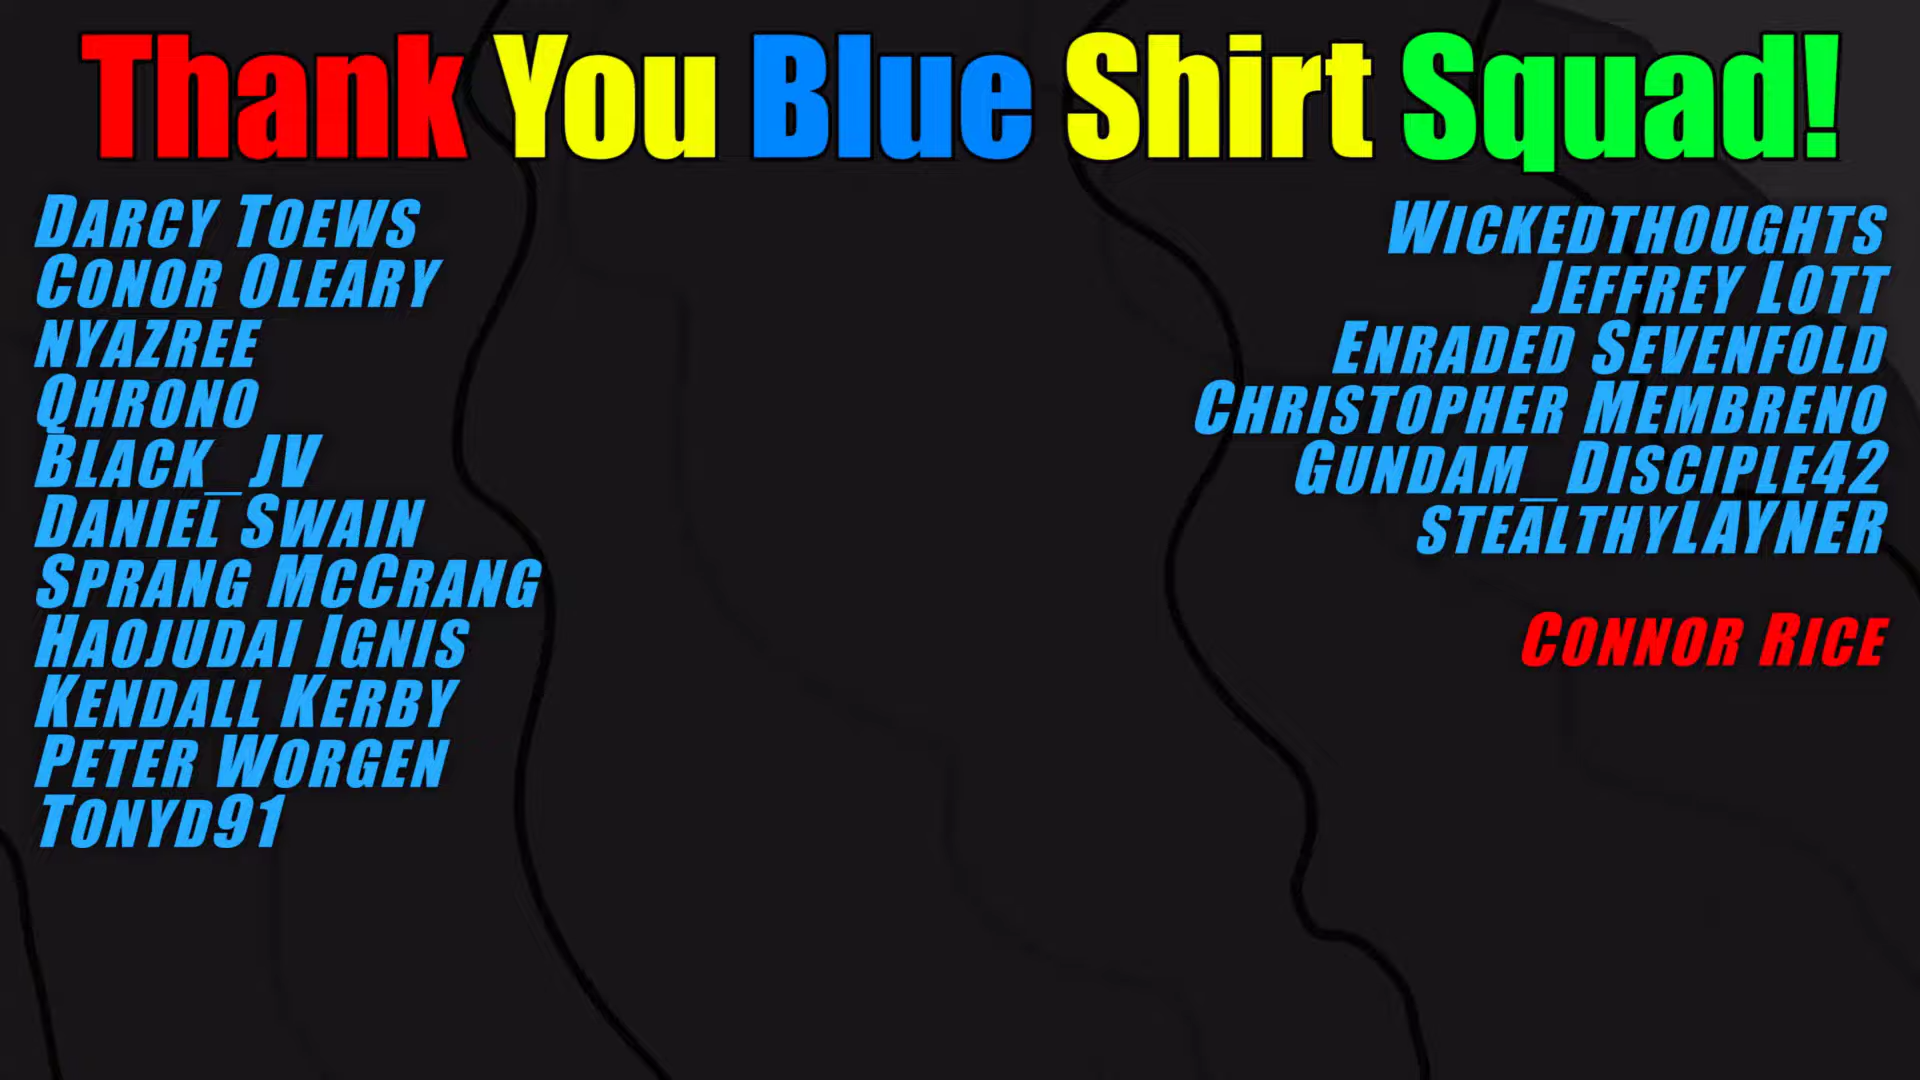 Thank You Blue Shirt Squad!
Darcy Toews
Conor Oleary
nyazree
Qhrono
Black_JV
Daniel Swain
Sprang McCrang
Haojudai Ignis
Kendall Kerby
Peter Worgen
Tonyd91
Wickedthoughts
Jeffrey Lott
Enraded Sevenfold
Christopher Membreno
Gundam_Disciple42
stealthyLAYNER
Connor Rice